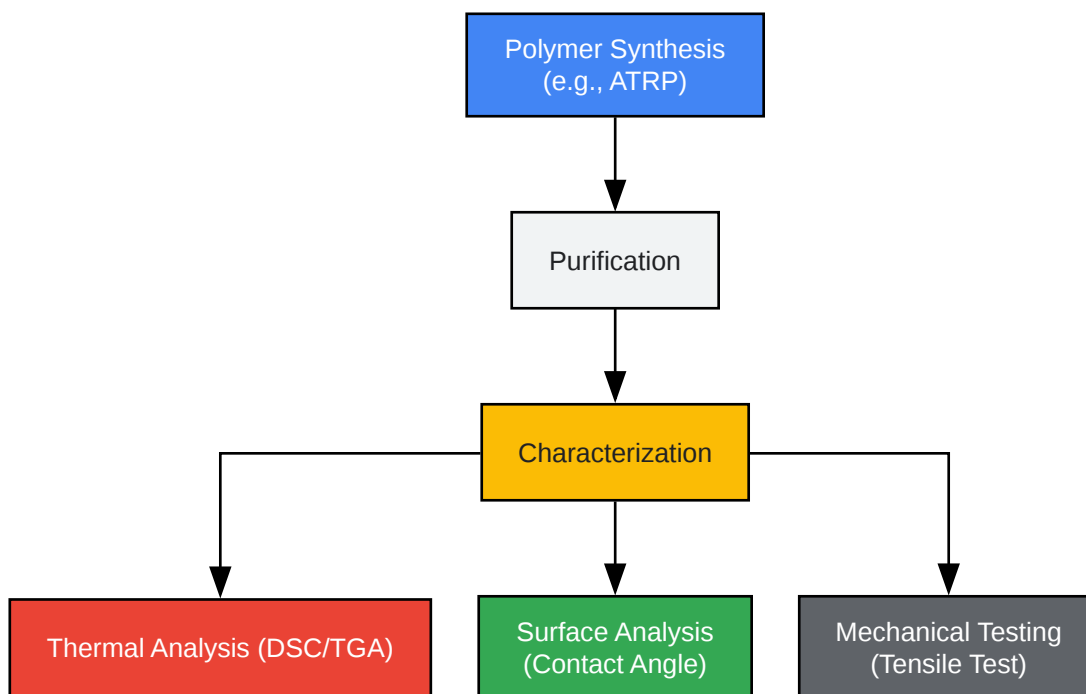 Polymer Synthesis
(e.g., ATRP)
Purification
Characterization
Thermal Analysis (DSC/TGA)
Surface Analysis
(Contact Angle)
Mechanical Testing
(Tensile Test)